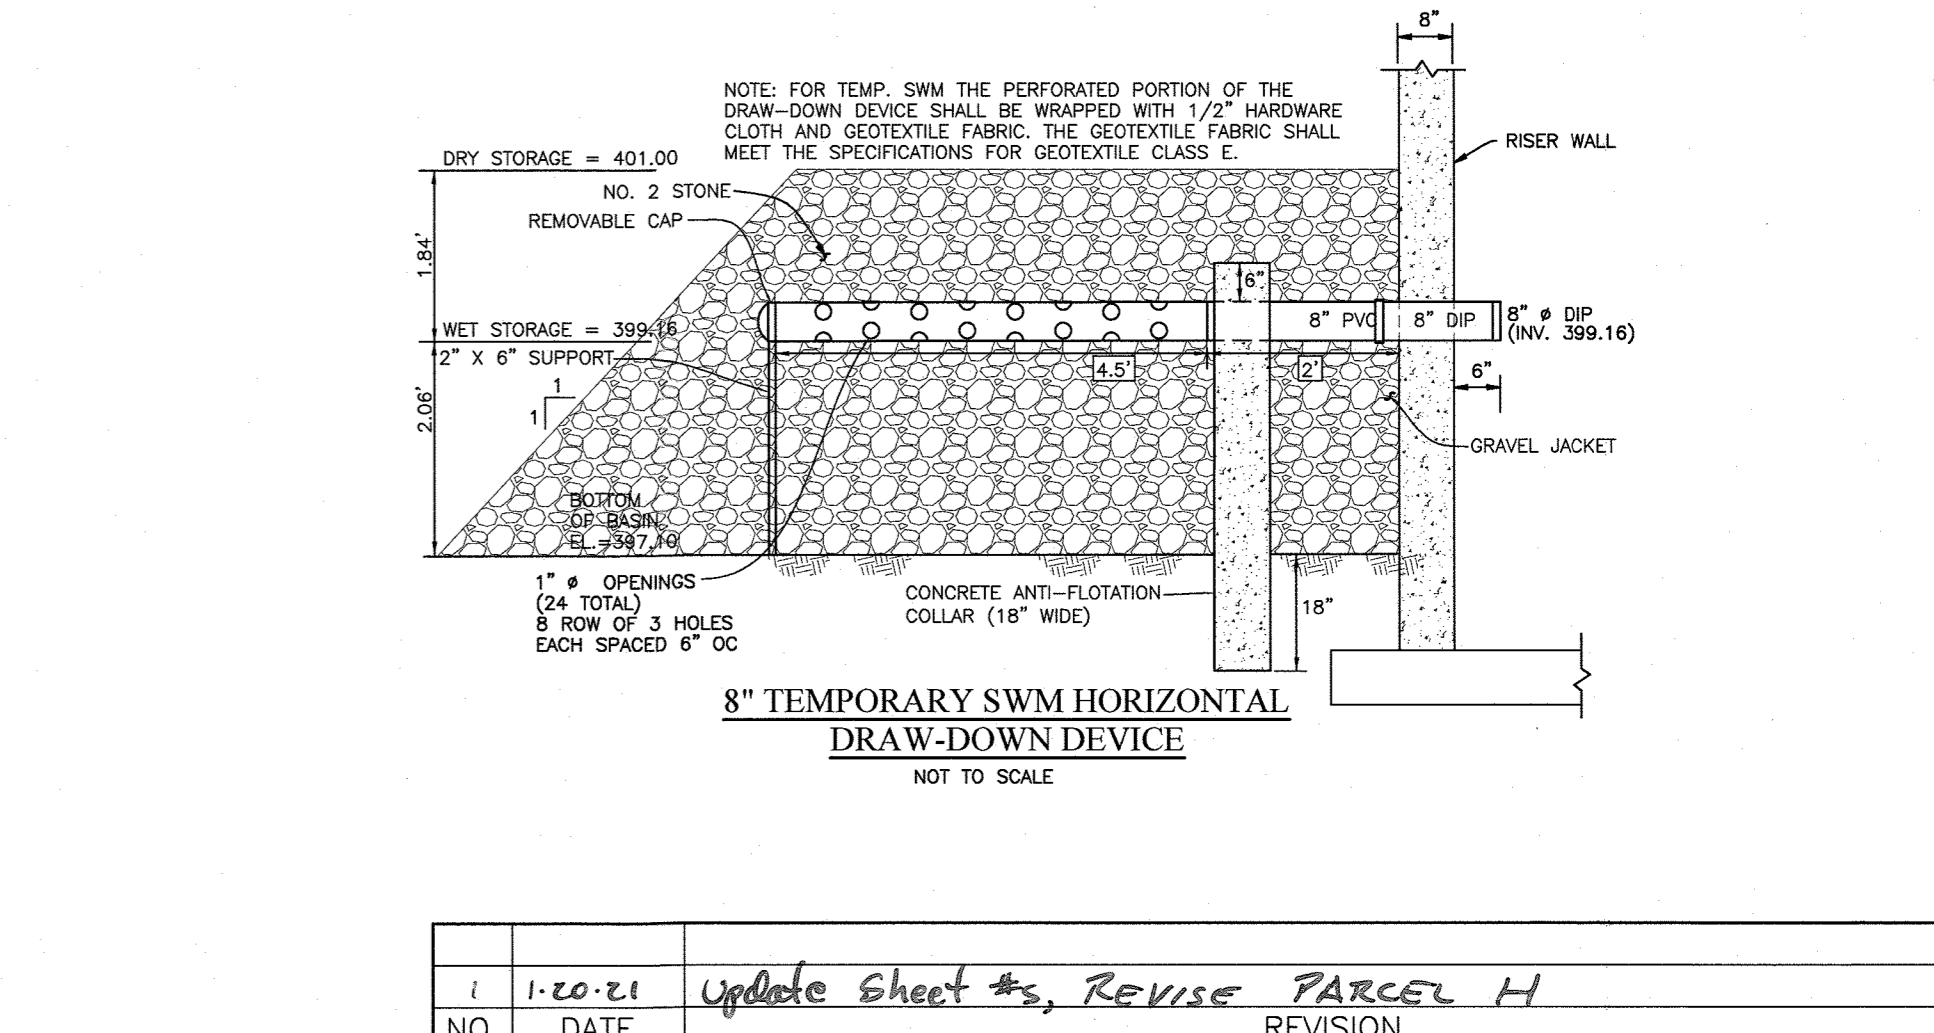 8"
NOTE: FOR TEMP. SWM THE PERFORATED PORTION OF THE
DRAW-DOWN DEVICE SHALL BE WRAPPED WITH 1/2" HARDWARE
CLOTH AND GEOTEXTILE FABRIC. THE GEOTEXTILE FABRIC SHALL
MEET THE SPECIFICATIONS FOR GEOTEXTILE CLASS E.
RISER WALL
DRY STORAGE = 401.00
NO. 2 STONE
REMOVABLE CAP
1.84'
6"
WET STORAGE = 399.16
8" PVC
8" DIP
8" ø DIP
(INV. 399.16)
2" X 6" SUPPORT
4.5'
2'
6"
1
1
2.06'
GRAVEL JACKET
BOTTOM
OF BASIN
EL.=397.10
1" ø OPENINGS
(24 TOTAL)
8 ROW OF 3 HOLES
EACH SPACED 6" OC
CONCRETE ANTI-FLOTATION
COLLAR (18" WIDE)
18"
8" TEMPORARY SWM HORIZONTAL
DRAW-DOWN DEVICE
NOT TO SCALE
1 1·20·21 Update Sheet #s, REVISE PARCEL H
NO. DATE REVISION